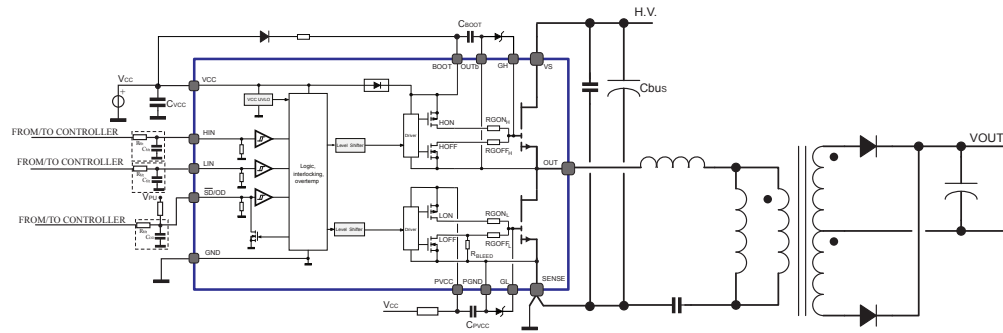 H.V.
CBOOT
BOOT
OUTb
GH
VS
Cbus
VCC
VCC
CVCC
VCC UVLO
FROM/TO CONTROLLER
HIN
LIN
FROM/TO CONTROLLER
VPU
SD/OD
FROM/TO CONTROLLER
GND
Logic,
interlocking,
overtemp
Level Shifter
Level Shifter
Driver
Driver
HON
HOFF
RGONH
RGOFFH
OUT
LON
LOFF
RGONL
RGOFFL
RBLEED
PVCC
PGND
GL
SENSE
VCC
CPVCC
VOUT